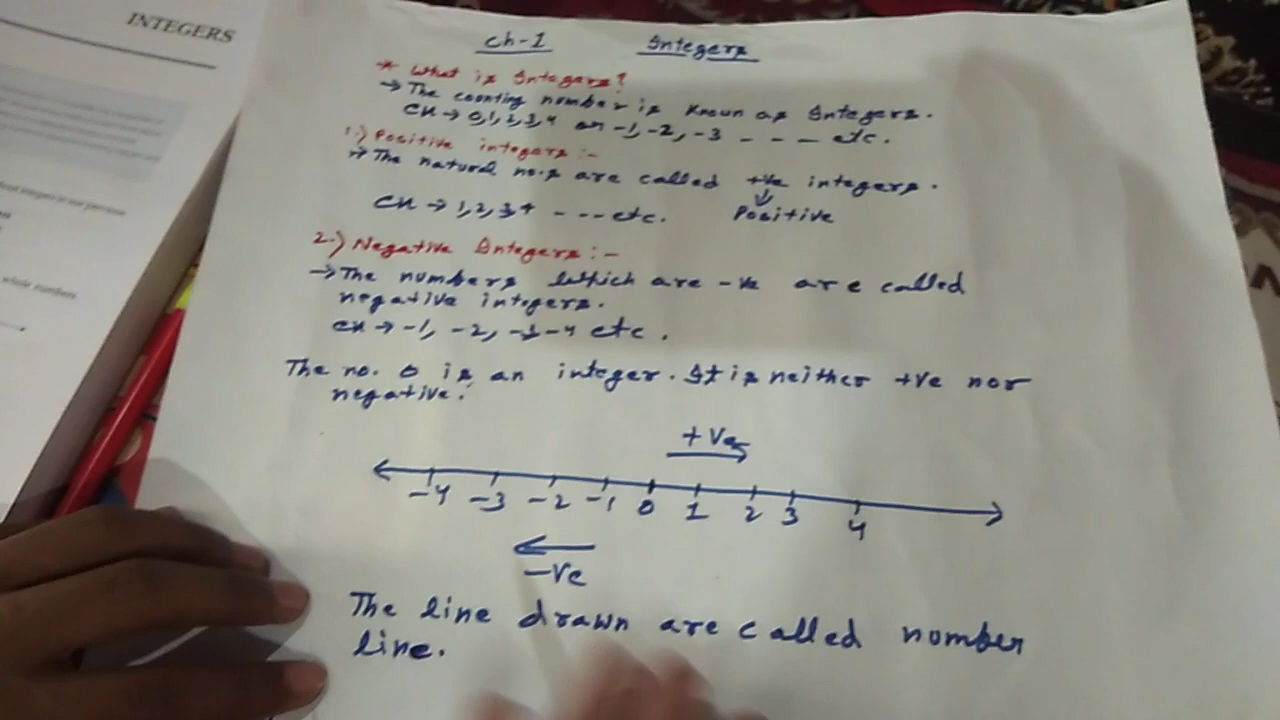 INTEGERS
whole numbers
Ch-1 Integers
* What is Integers?
→ The counting number is known as Integers.
Ex → 0,1,2,3,4 or -1, -2, -3 - - - etc.
1.) Positive integers :-
→ The natural no.s are called +ve integers.
Ex → 1,2,3,4 - - - etc. Positive
2.) Negative Integers :-
→ The numbers which are -ve are called
negative integers.
ex → -1, -2, -3 -4 etc.
The no. 0 is an integer. It is neither +ve nor
negative.
+Ve
-4 -3 -2 -1 0 1 2 3 4
-Ve
The line drawn are called number
line.